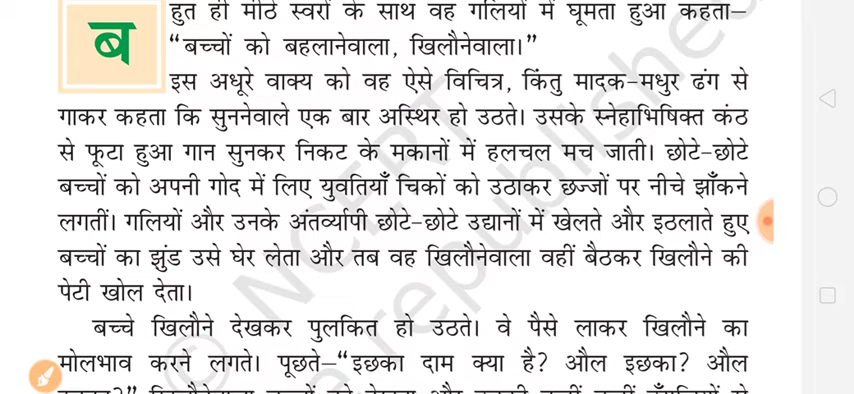 ब
हुत ही मीठे स्वरों के साथ वह गलियों में घूमता हुआ कहता–
“बच्चों को बहलानेवाला, खिलौनेवाला।”
इस अधूरे वाक्य को वह ऐसे विचित्र, किंतु मादक-मधुर ढंग से
गाकर कहता कि सुननेवाले एक बार अस्थिर हो उठते। उसके स्नेहाभिषिक्त कंठ
से फूटा हुआ गान सुनकर निकट के मकानों में हलचल मच जाती। छोटे-छोटे
बच्चों को अपनी गोद में लिए युवतियाँ चिकों को उठाकर छज्जों पर नीचे झाँकने
लगतीं। गलियों और उनके अंतर्व्यापी छोटे-छोटे उद्यानों में खेलते और इठलाते हुए
बच्चों का झुंड उसे घेर लेता और तब वह खिलौनेवाला वहीं बैठकर खिलौने की
पेटी खोल देता।
बच्चे खिलौने देखकर पुलकित हो उठते। वे पैसे लाकर खिलौने का
मोलभाव करने लगते। पूछते–“इछका दाम क्या है? औल इछका? औल
© NCERT
republished